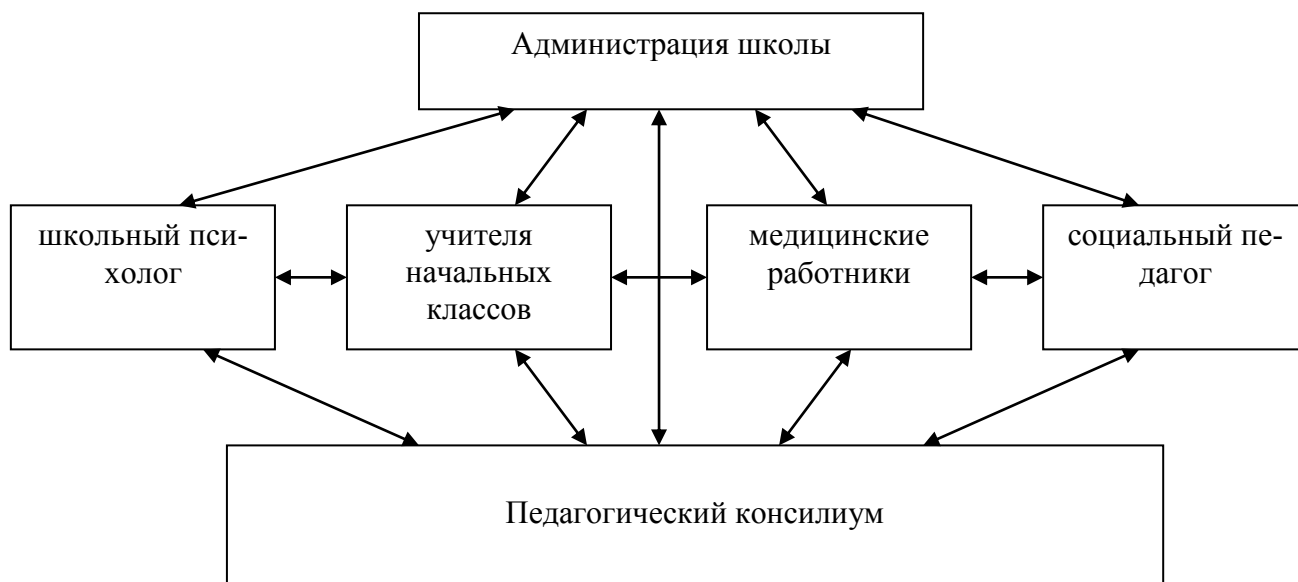 Администрация школы
школьный пси-
холог
учителя
начальных
классов
медицинские
работники
социальный пе-
дагог
Педагогический консилиум